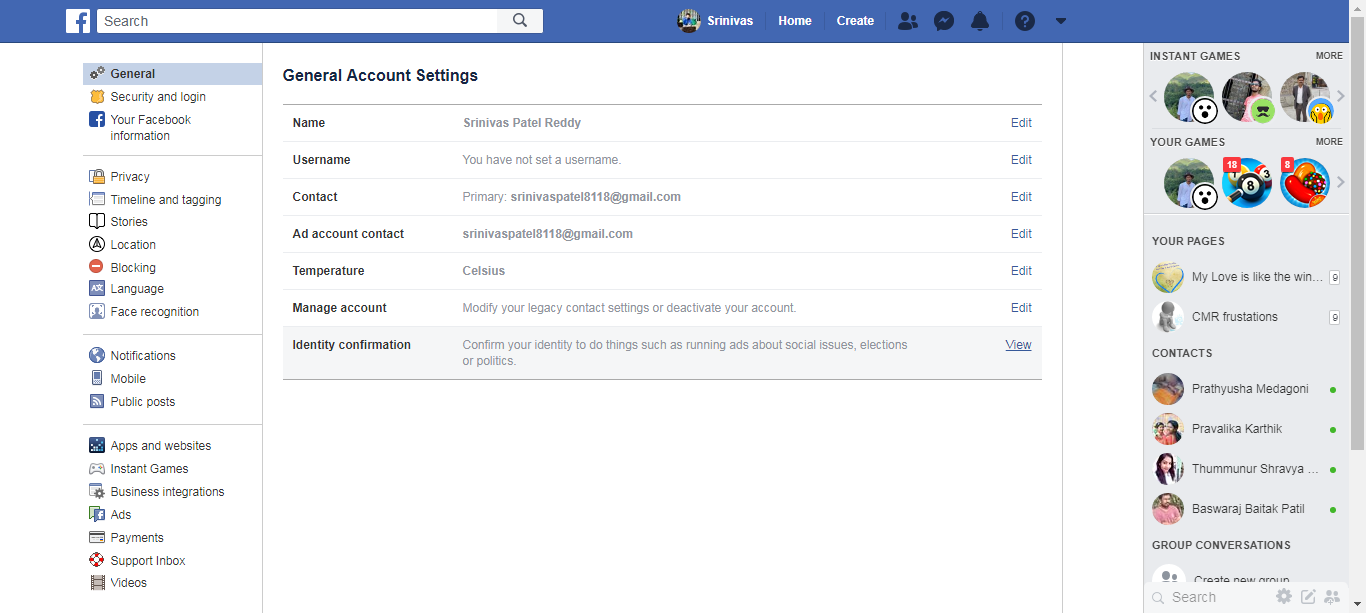 Search
Srinivas
Home
Create
General
Security and login
Your Facebook
information
Privacy
Timeline and tagging
Stories
Location
Blocking
Language
Face recognition
Notifications
Mobile
Public posts
Apps and websites
Instant Games
Business integrations
Ads
Payments
Support Inbox
Videos
General Account Settings
Name Srinivas Patel Reddy Edit
Username You have not set a username. Edit
Contact Primary: srinivaspatel8118@gmail.com Edit
Ad account contact srinivaspatel8118@gmail.com Edit
Temperature Celsius Edit
Manage account Modify your legacy contact settings or deactivate your account. Edit
Identity confirmation Confirm your identity to do things such as running ads about social issues, elections View
or politics.
INSTANT GAMES MORE
YOUR GAMES MORE
18 1 8 3 8
YOUR PAGES
My Love is like the win... 9
CMR frustations 9
CONTACTS
Prathyusha Medagoni
Pravalika Karthik
Thummunur Shravya ...
Baswaraj Baitak Patil
GROUP CONVERSATIONS
Create new group
Search